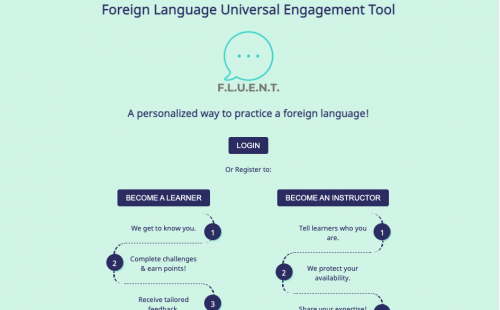 Foreign Language Universal Engagement Tool
F.L.U.E.N.T.
A personalized way to practice a foreign language!
LOGIN
Or Register to:
BECOME A LEARNER
We get to know you.
1
2
Complete challenges
& earn points!
Receive tailored
feedback
3
BECOME AN INSTRUCTOR
Tell learners who you
are.
1
2
We protect your
availability.
Share your expertise!